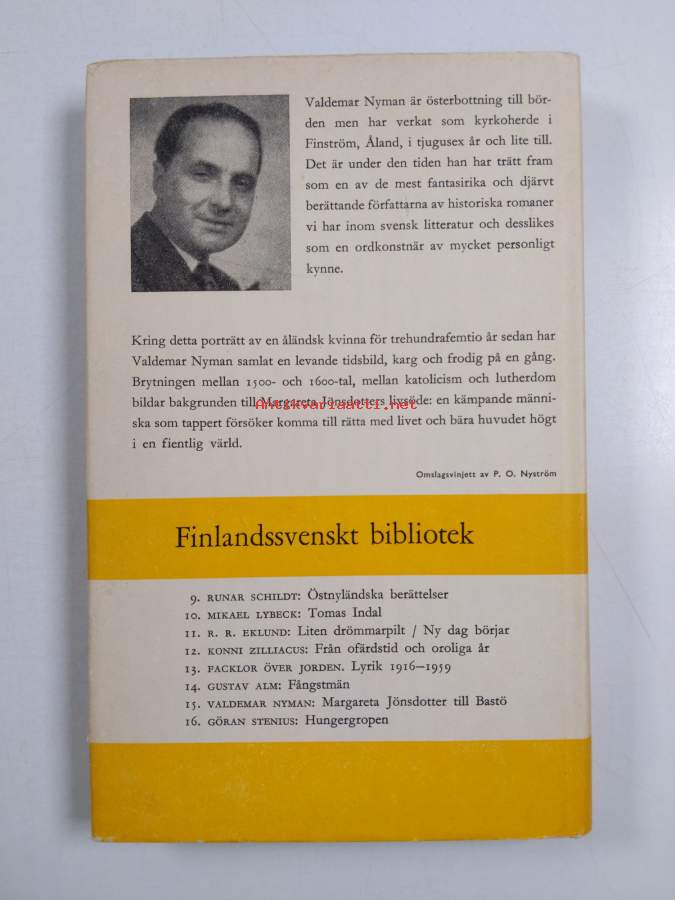 Valdemar Nyman är österbottning till bör-
den men har verkat som kyrkoherde i
Finström, Åland, i tjugusex år och lite till.
Det är under den tiden han har trätt fram
som en av de mest fantasirika och djärvt
berättande författarna av historiska romaner
vi har inom svensk litteratur och desslikes
som en ordkonstnär av mycket personligt
kynne.
Kring detta porträtt av en åländsk kvinna för trehundrafemtio år sedan har
Valdemar Nyman samlat en levande tidsbild, karg och frodig på en gång.
Brytningen mellan 1500- och 1600-tal, mellan katolicism och lutherdom
bildar bakgrunden till Margareta Jönsdotters livsöde: en kämpande männi-
ska som tappert försöker komma till rätta med livet och bära huvudet högt
i en fientlig värld.
Antikvariaatti.net
Omslagsvinjett av P. O. Nyström
Finlandssvenskt bibliotek
9. RUNAR SCHILDT: Östnyländska berättelser
10. MIKAEL LYBECK: Tomas Indal
11. R. R. EKLUND: Liten drömmarpilt / Ny dag börjar
12. KONNI ZILLIACUS: Från ofärdstid och oroliga år
13. FACKLOR ÖVER JORDEN. Lyrik 1916–1959
14. GUSTAV ALM: Fångstmän
15. VALDEMAR NYMAN: Margareta Jönsdotter till Bastö
16. GÖRAN STENIUS: Hungergropen